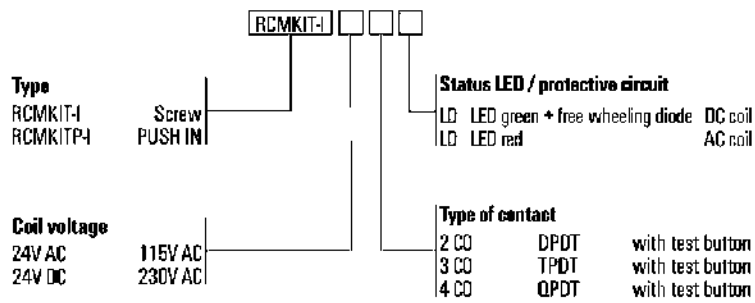 RCMKIT-I
Type
RCMKIT-I Screw
RCMKITP-I PUSH IN
Status LED / protective circuit
LD LED green + free wheeling diode DC coil
LD LED red AC coil
Coil voltage
24V AC 115V AC
24V DC 230V AC
Type of contact
2 CO DPDT with test button
3 CO TPDT with test button
4 CO QPDT with test button